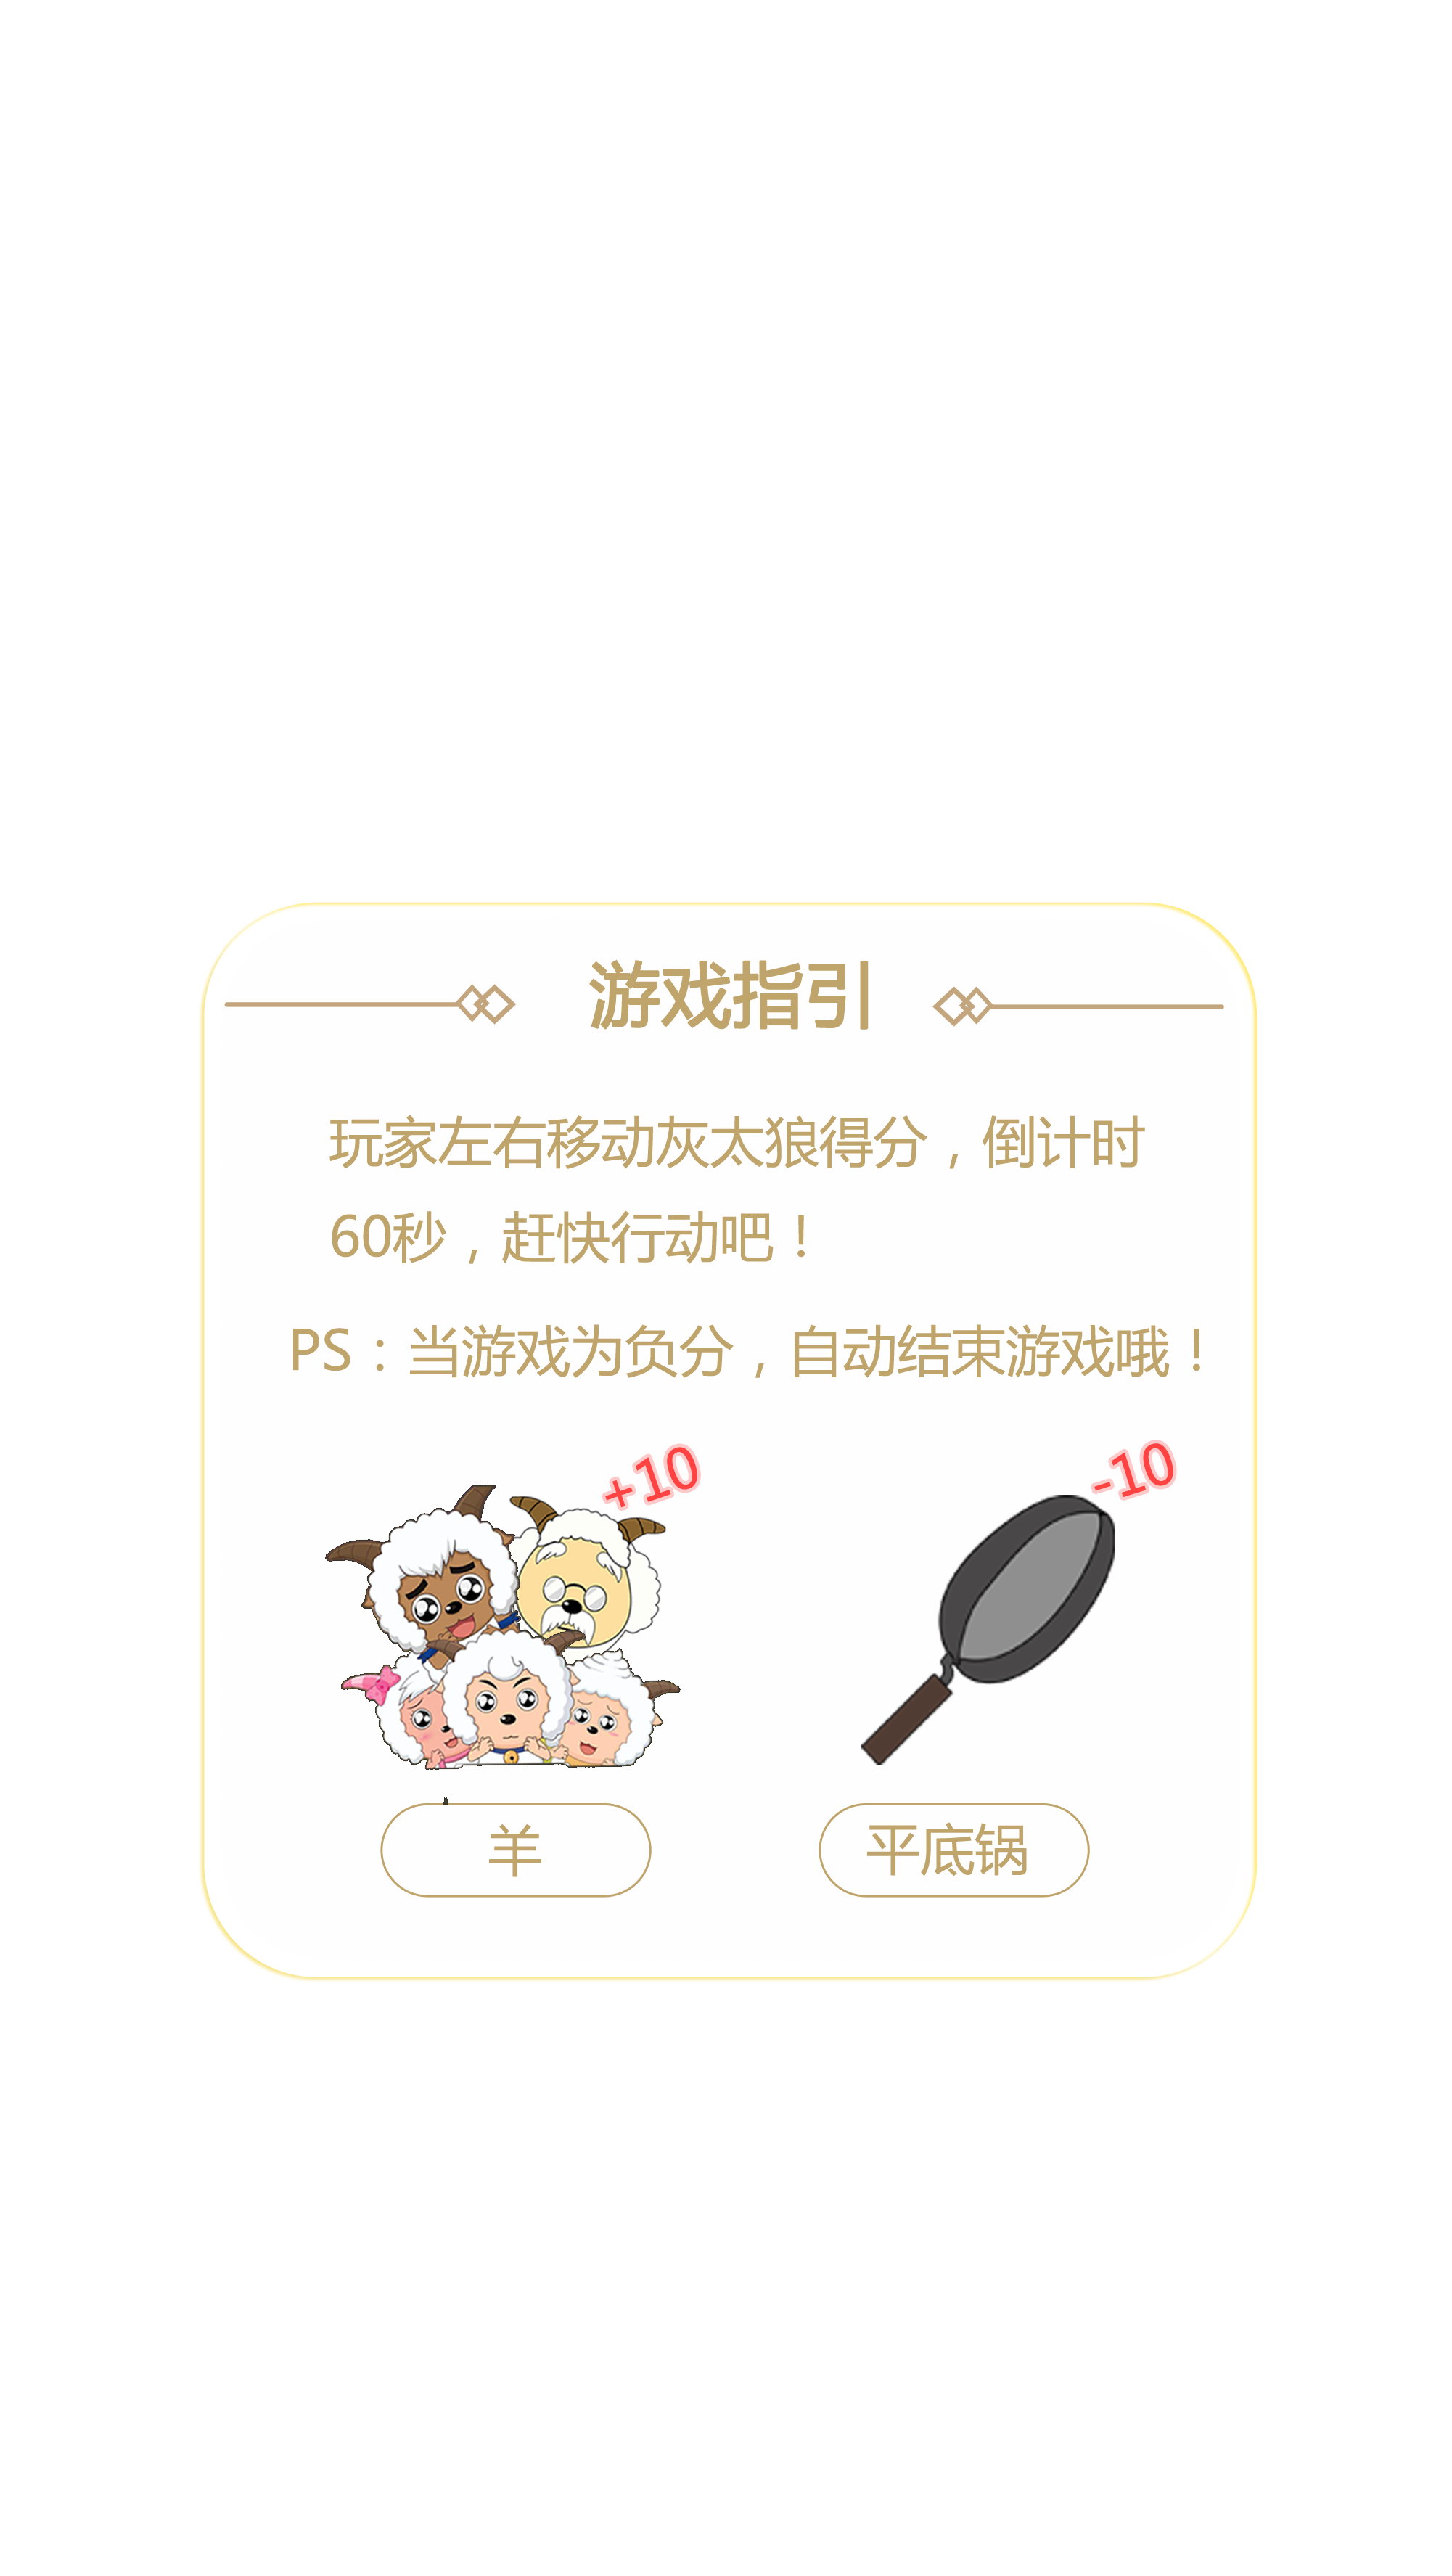 游戏指引
玩家左右移动灰太狼得分，倒计时
60秒，赶快行动吧！
PS：当游戏为负分，自动结束游戏哦！
+10
-10
羊
平底锅